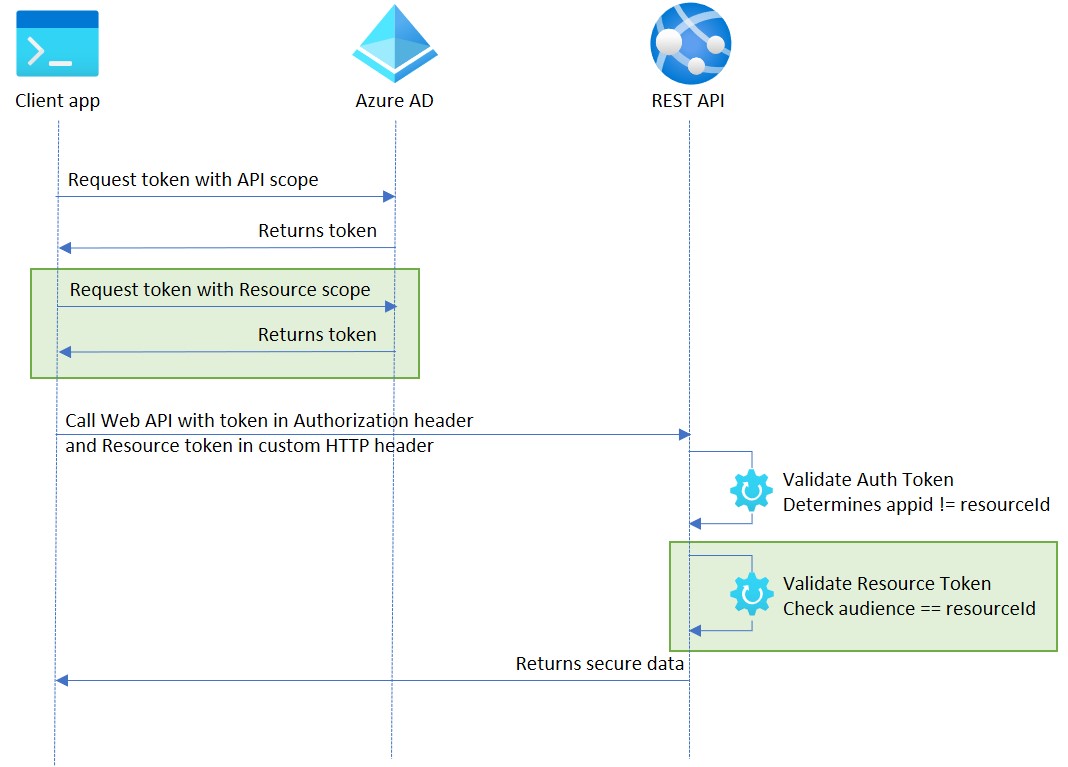 Client app
Azure AD
REST API
Request token with API scope
Returns token
Request token with Resource scope
Returns token
Call Web API with token in Authorization header
and Resource token in custom HTTP header
Validate Auth Token
Determines appid != resourceId
Validate Resource Token
Check audience == resourceId
Returns secure data